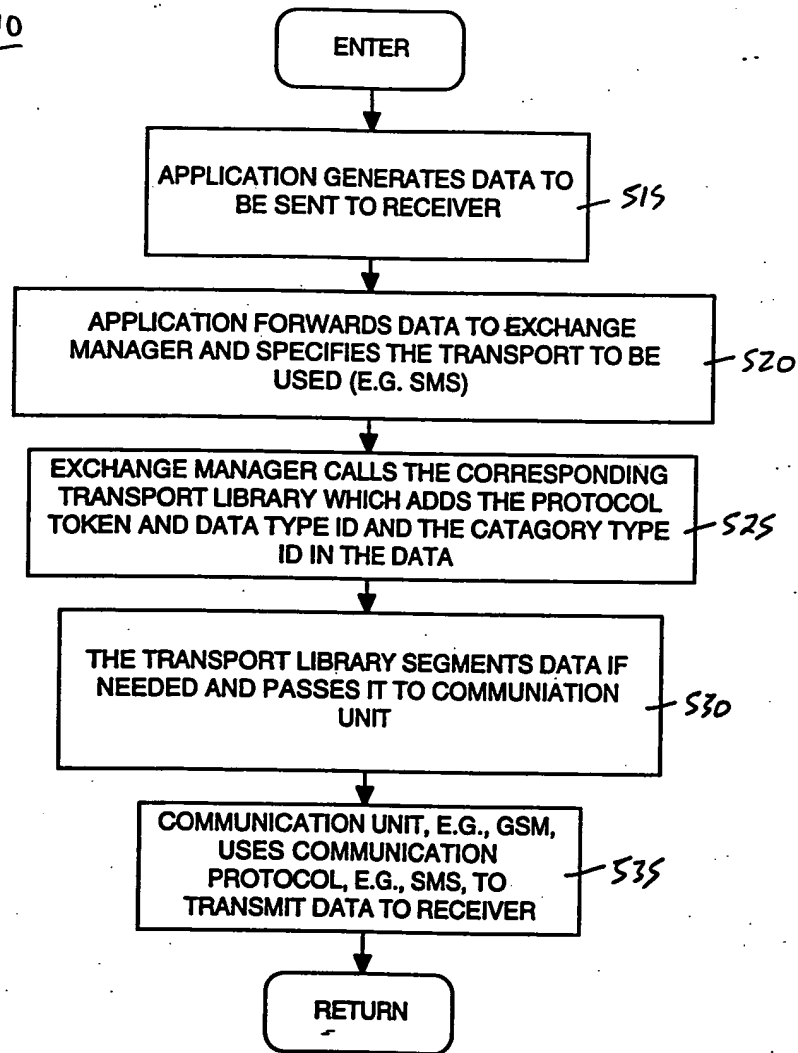 ENTER
APPLICATION GENERATES DATA TO
BE SENT TO RECEIVER
515
APPLICATION FORWARDS DATA TO EXCHANGE
MANAGER AND SPECIFIES THE TRANSPORT TO BE
USED (E.G. SMS)
520
EXCHANGE MANAGER CALLS THE CORRESPONDING
TRANSPORT LIBRARY WHICH ADDS THE PROTOCOL
TOKEN AND DATA TYPE ID AND THE CATAGORY TYPE
ID IN THE DATA
525
THE TRANSPORT LIBRARY SEGMENTS DATA IF
NEEDED AND PASSES IT TO COMMUNIATION
UNIT
530
COMMUNICATION UNIT, E.G., GSM,
USES COMMUNICATION
PROTOCOL, E.G., SMS, TO
TRANSMIT DATA TO RECEIVER
535
RETURN